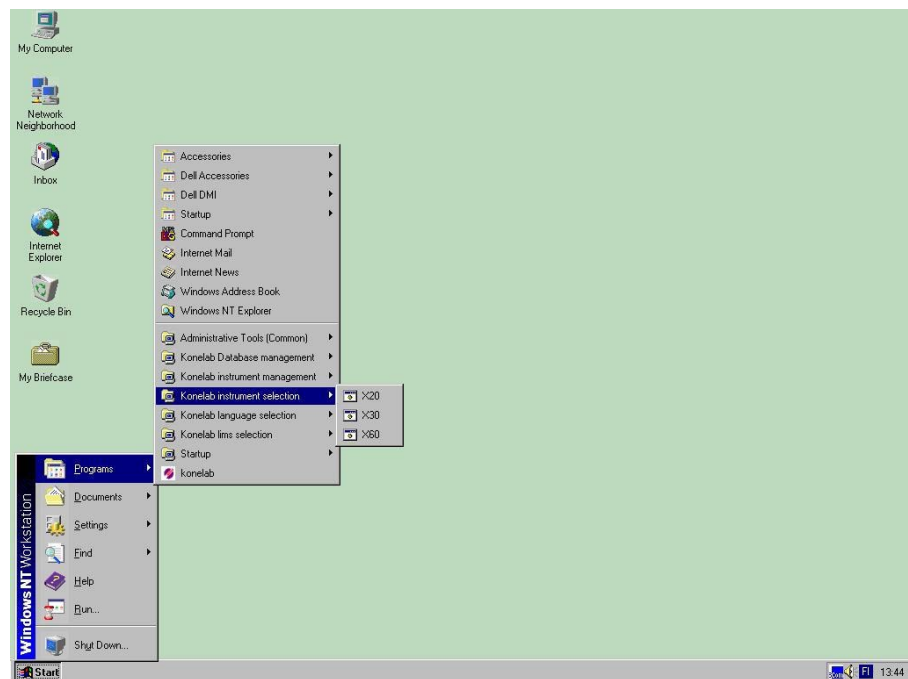 My Computer
Network
Neighborhood
Inbox
Internet
Explorer
Recycle Bin
My Briefcase
Accessories
Dell Accessories
Dell DMI
Startup
Command Prompt
Internet Mail
Internet News
Windows Address Book
Windows NT Explorer
Administrative Tools (Common)
Konelab Database management
Konelab instrument management
Konelab instrument selection
Konelab language selection
Konelab lims selection
Startup
konelab
X20
X30
X60
Windows NT Workstation
Programs
Documents
Settings
Find
Help
Run...
Shut Down...
Start
FI
13:44